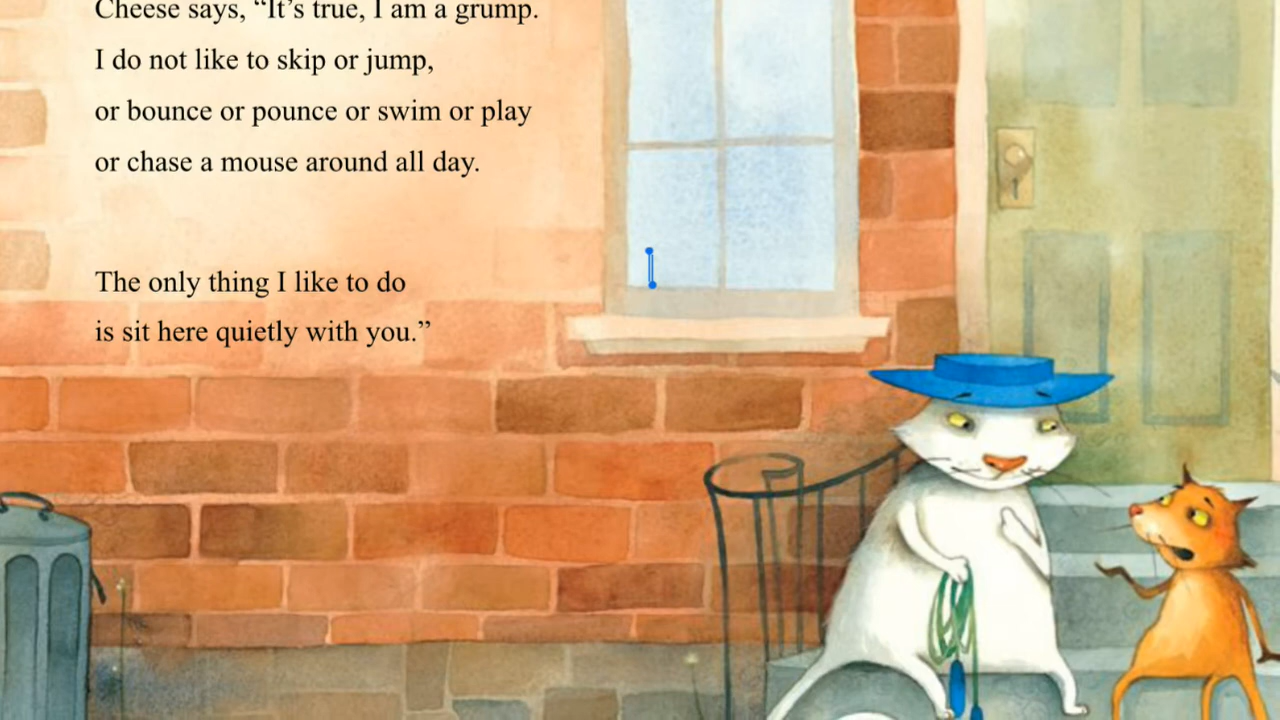 Cheese says, “It’s true, I am a grump.
I do not like to skip or jump,
or bounce or pounce or swim or play
or chase a mouse around all day.
The only thing I like to do
is sit here quietly with you.”